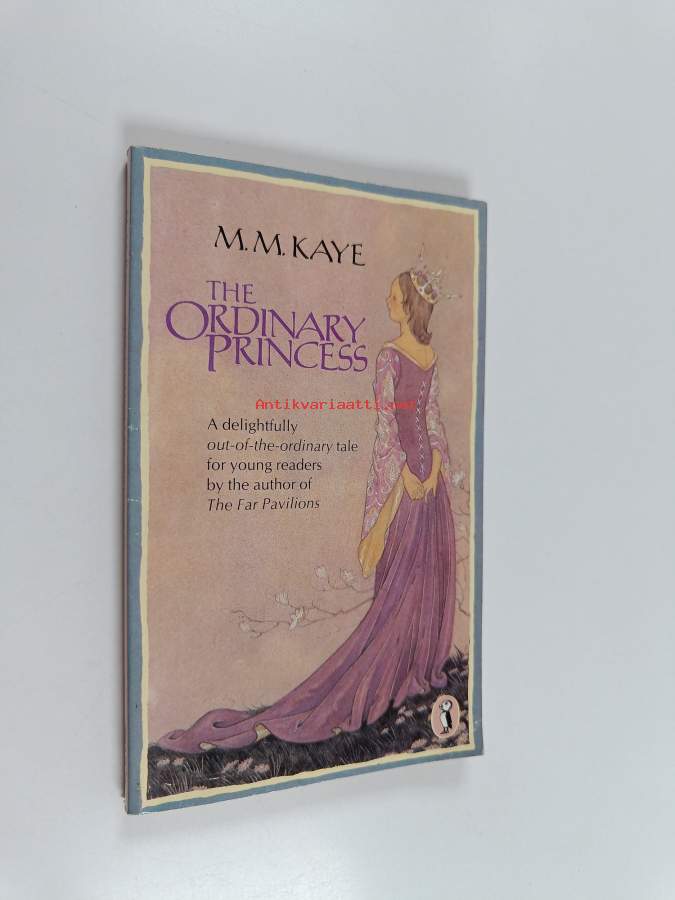 M. M. KAYE
THE
ORDINARY
PRINCESS
Antikvariaatti.net
A delightfully
out-of-the-ordinary tale
for young readers
by the author of
The Far Pavilions